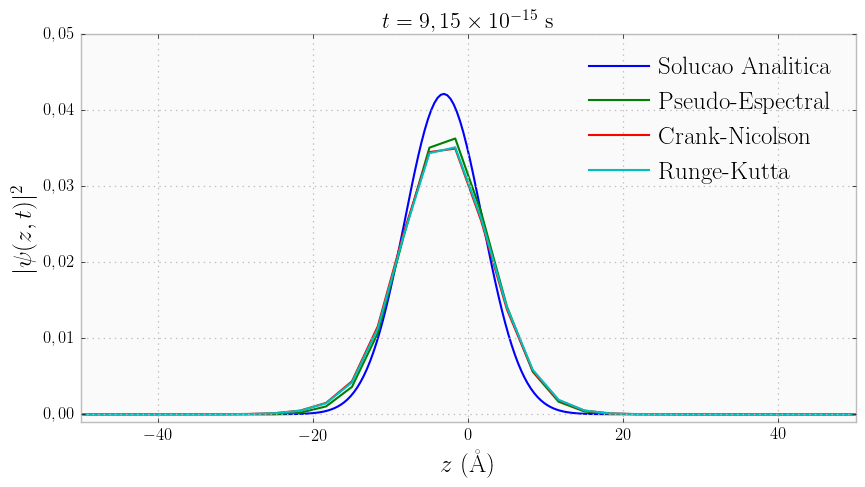 t = 9,15 × 10⁻¹⁵ s
0,05
0,04
0,03
0,02
0,01
0,00
|ψ(z, t)|²
Solucao Analitica
Pseudo-Espectral
Crank-Nicolson
Runge-Kutta
−40 −20 0 20 40
z (Å)